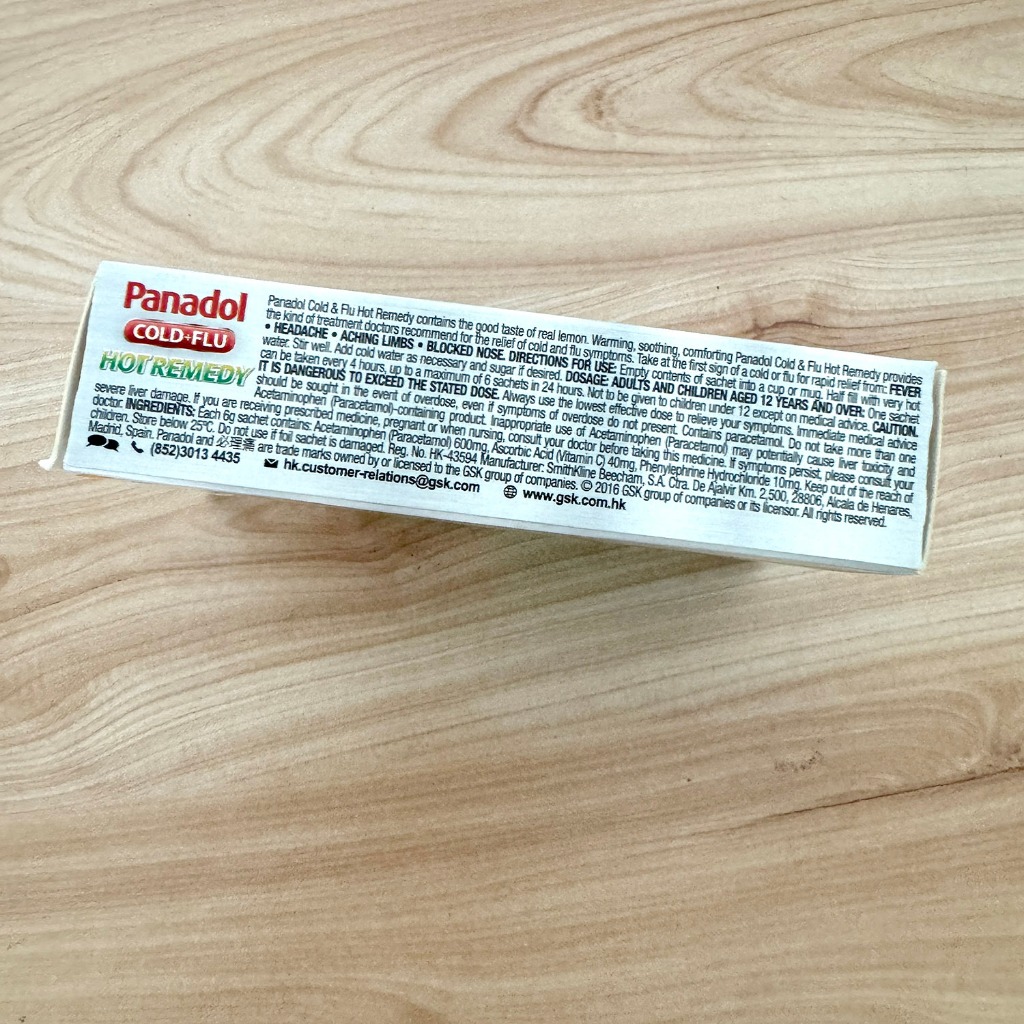 Panadol
COLD+FLU
HOT REMEDY
Panadol Cold & Flu Hot Remedy contains the good taste of real lemon. Warming, soothing, comforting Panadol Cold & Flu Hot Remedy provides
the kind of treatment doctors recommend for the relief of cold and flu symptoms. Take at the first sign of a cold or flu for rapid relief from: FEVER
• HEADACHE • ACHING LIMBS • BLOCKED NOSE. DIRECTIONS FOR USE: Empty contents of sachet into a cup or mug. Half fill with very hot
water. Stir well. Add cold water as necessary and sugar if desired. DOSAGE: ADULTS AND CHILDREN AGED 12 YEARS AND OVER: One sachet
can be taken every 4 hours, up to a maximum of 6 sachets in 24 hours. Not to be given to children under 12 except on medical advice. CAUTION.
IT IS DANGEROUS TO EXCEED THE STATED DOSE. Always use the lowest effective dose to relieve your symptoms. Immediate medical advice
should be sought in the event of overdose, even if symptoms of overdose do not present. Contains paracetamol. Do not take more than one
Acetaminophen (Paracetamol)-containing product. Inappropriate use of Acetaminophen (Paracetamol) may potentially cause liver toxicity and
severe liver damage. If you are receiving prescribed medicine, pregnant or when nursing, consult your doctor before taking this medicine. If symptoms persist, please consult your
doctor. INGREDIENTS: Each 6g sachet contains: Acetaminophen (Paracetamol) 600mg, Ascorbic Acid (Vitamin C) 40mg, Phenylephrine Hydrochloride 10mg. Keep out of the reach of
children. Store below 25°C. Do not use if foil sachet is damaged. Reg. No. HK-43594 Manufacturer: SmithKline Beecham, S.A. Ctra. De Ajalvir Km. 2,500, 28806, Alcala de Henares,
Madrid, Spain. Panadol and 必理痛 are trade marks owned by or licensed to the GSK group of companies. © 2016 GSK group of companies or its licensor. All rights reserved.
(852)3013 4435 hk.customer-relations@gsk.com www.gsk.com.hk